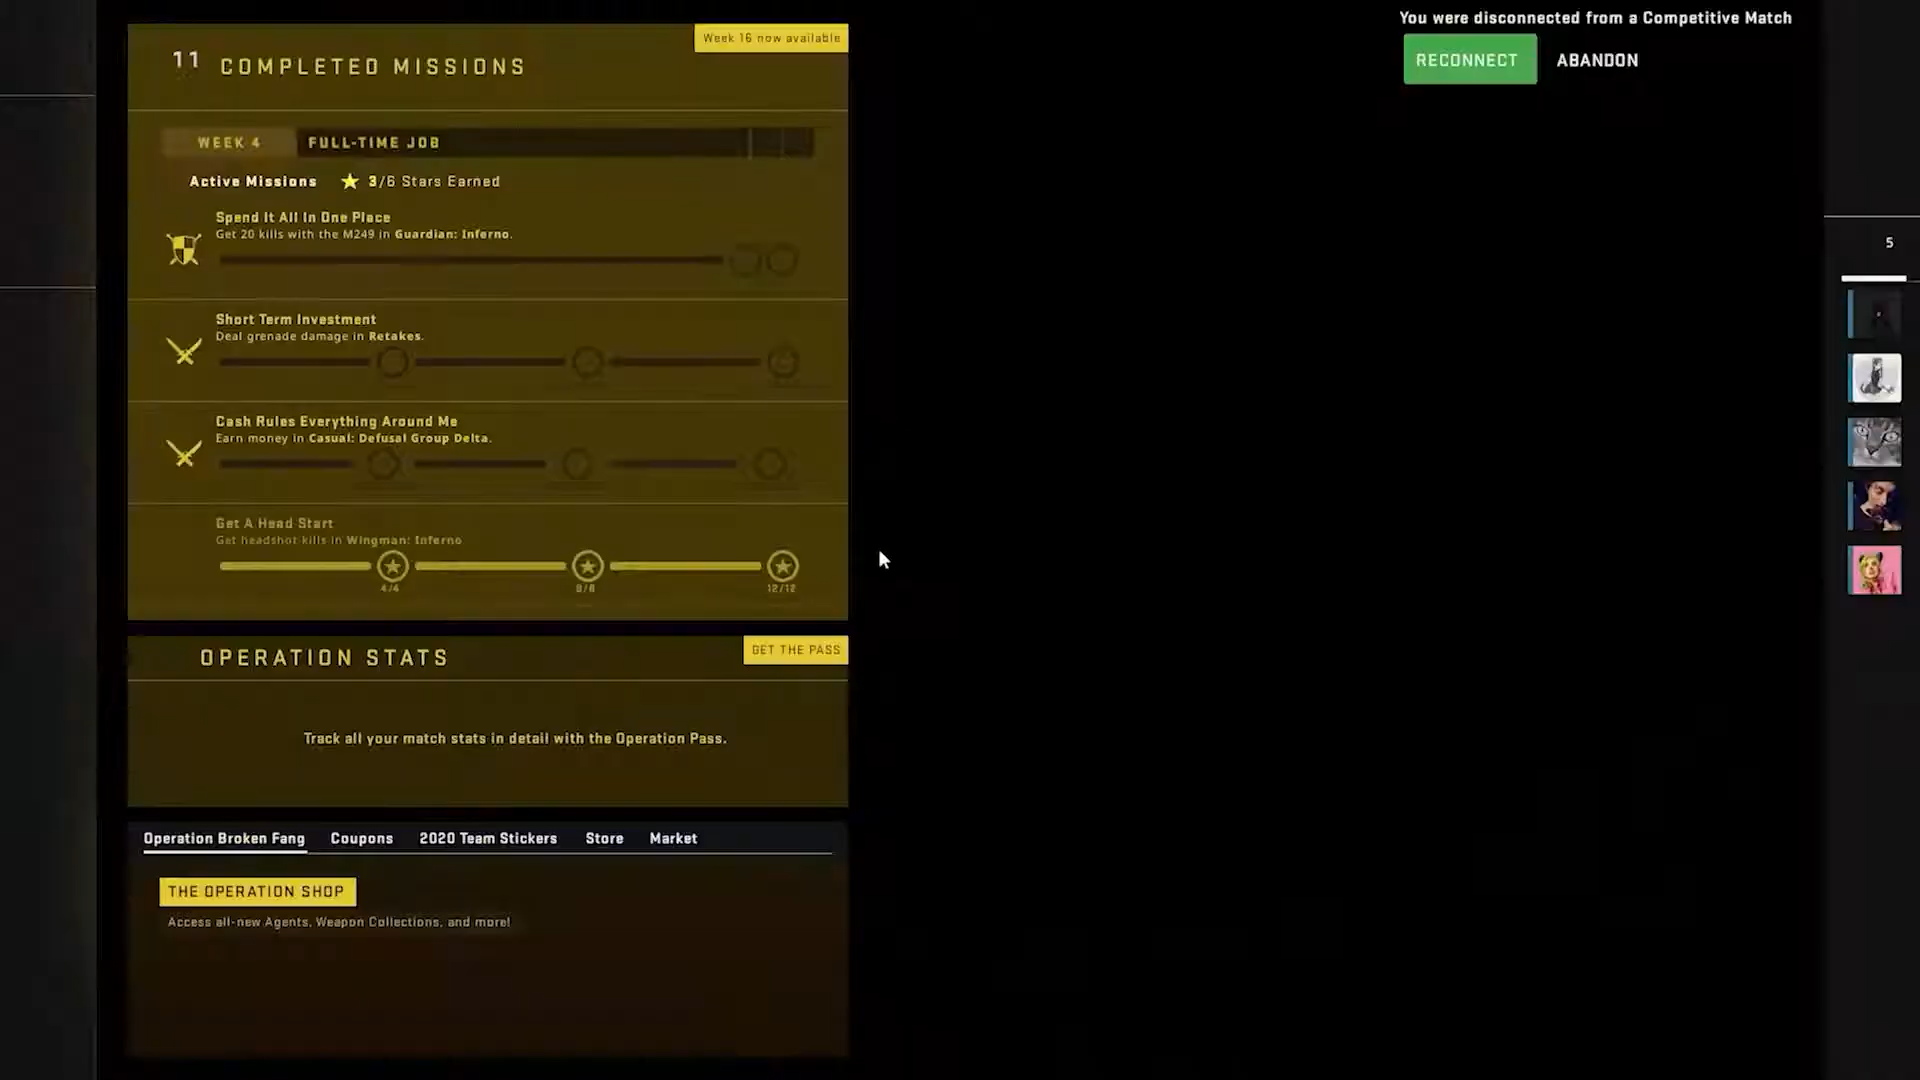 You were disconnected from a Competitive Match
RECONNECT
ABANDON
Week 16 now available
11 COMPLETED MISSIONS
WEEK 4
FULL-TIME JOB
Active Missions
3/6 Stars Earned
Spend It All In One Place
Get 20 kills with the M249 in Guardian: Inferno.
Short Term Investment
Deal grenade damage in Retakes.
Cash Rules Everything Around Me
Earn money in Casual: Defusal Group Delta.
Get A Head Start
Get headshot kills in Wingman: Inferno
4/4
8/8
12/12
5
OPERATION STATS
GET THE PASS
Track all your match stats in detail with the Operation Pass.
Operation Broken Fang
Coupons
2020 Team Stickers
Store
Market
THE OPERATION SHOP
Access all-new Agents, Weapon Collections, and more!